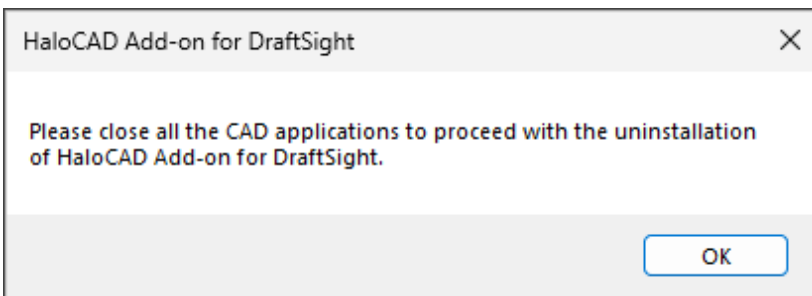 HaloCAD Add-on for DraftSight
Please close all the CAD applications to proceed with the uninstallation
of HaloCAD Add-on for DraftSight.
OK